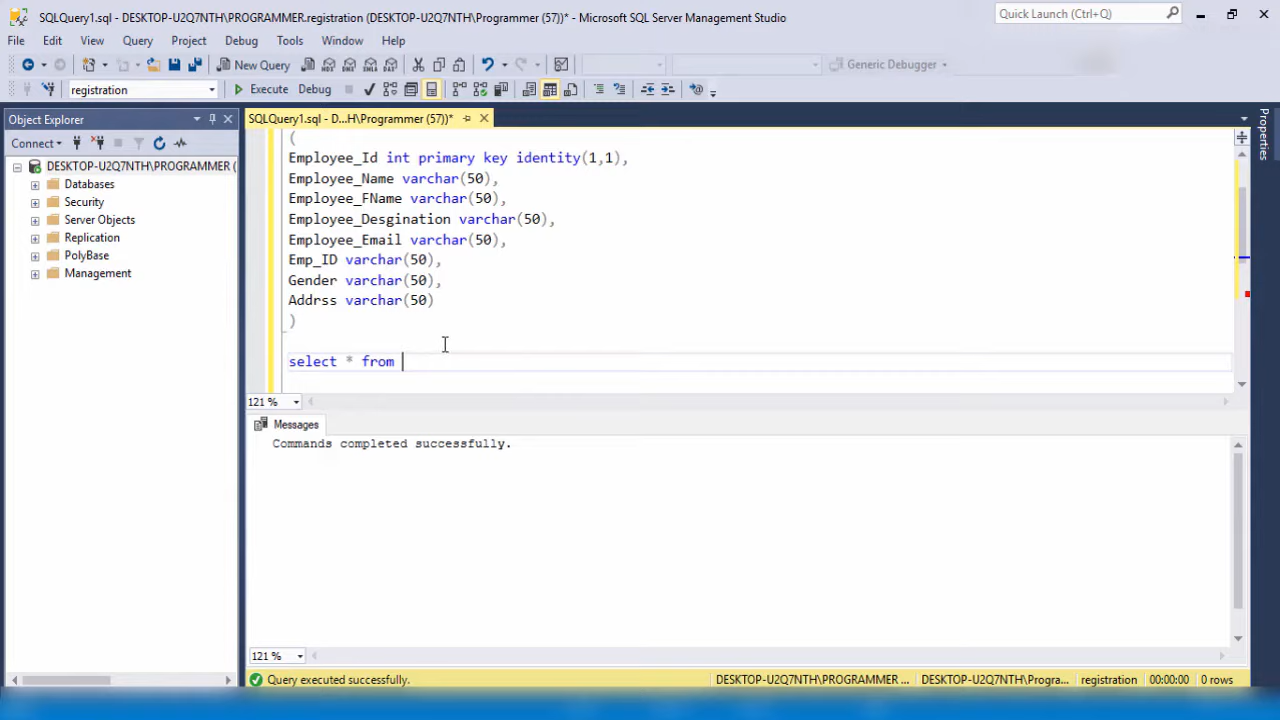 SQLQuery1.sql - DESKTOP-U2Q7NTH\PROGRAMMER.registration (DESKTOP-U2Q7NTH\Programmer (57))* - Microsoft SQL Server Management Studio
Quick Launch (Ctrl+Q)
File Edit View Query Project Debug Tools Window Help
New Query
Generic Debugger
registration
Execute Debug
Object Explorer
SQLQuery1.sql - D...H\Programmer (57))*
Properties
Connect
DESKTOP-U2Q7NTH\PROGRAMMER (
Databases
Security
Server Objects
Replication
PolyBase
Management
(
Employee_Id int primary key identity(1,1),
Employee_Name varchar(50),
Employee_FName varchar(50),
Employee_Desgination varchar(50),
Employee_Email varchar(50),
Emp_ID varchar(50),
Gender varchar(50),
Addrss varchar(50)
)
select * from
121 %
Messages
Commands completed successfully.
121 %
Query executed successfully.
DESKTOP-U2Q7NTH\PROGRAMMER ...
DESKTOP-U2Q7NTH\Progra...
registration
00:00:00
0 rows